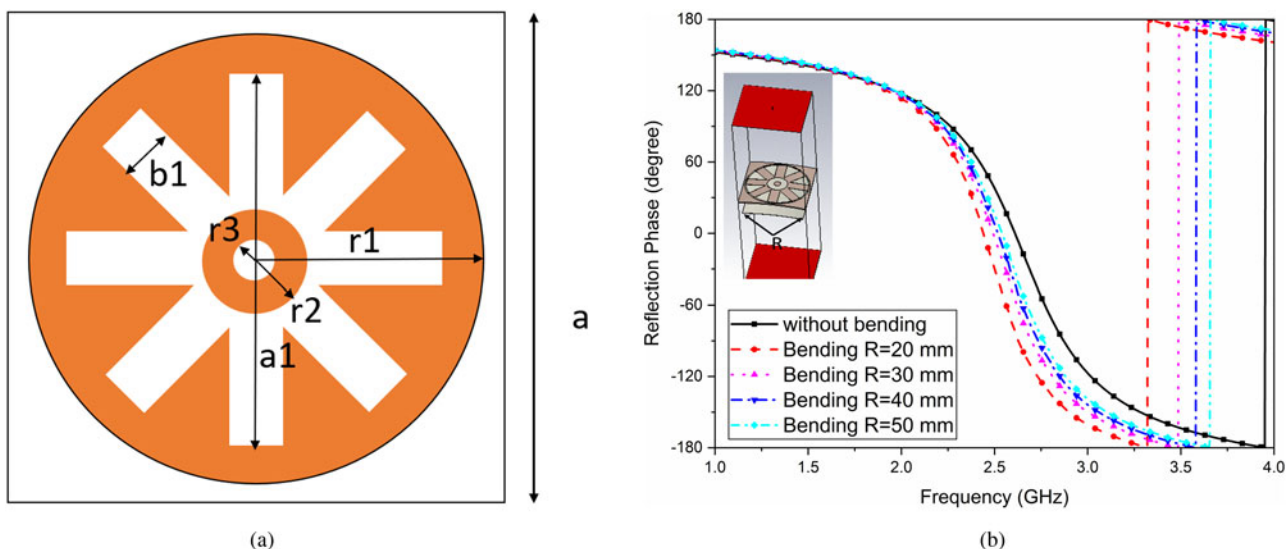 b1
r3
r1
r2
a1
a
(a)
180
120
60
0
-60
-120
-180
Reflection Phase (degree)
R
without bending
Bending R=20 mm
Bending R=30 mm
Bending R=40 mm
Bending R=50 mm
1.0 1.5 2.0 2.5 3.0 3.5 4.0
Frequency (GHz)
(b)